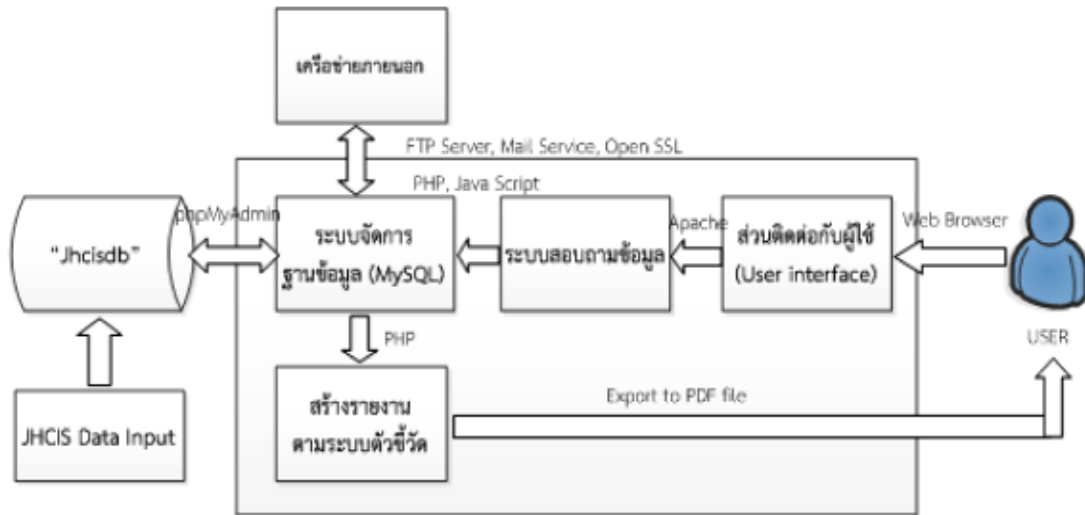 เครือข่ายภายนอก
FTP Server, Mail Service, Open SSL
PHP, Java Script
phpMyAdmin
Apache
Web Browser
"Jhcisdb"
ระบบจัดการ
ฐานข้อมูล (MySQL)
ระบบสอบถามข้อมูล
ส่วนติดต่อกับผู้ใช้
(User interface)
USER
PHP
JHCIS Data Input
สร้างรายงาน
ตามระบบตัวชี้วัด
Export to PDF file